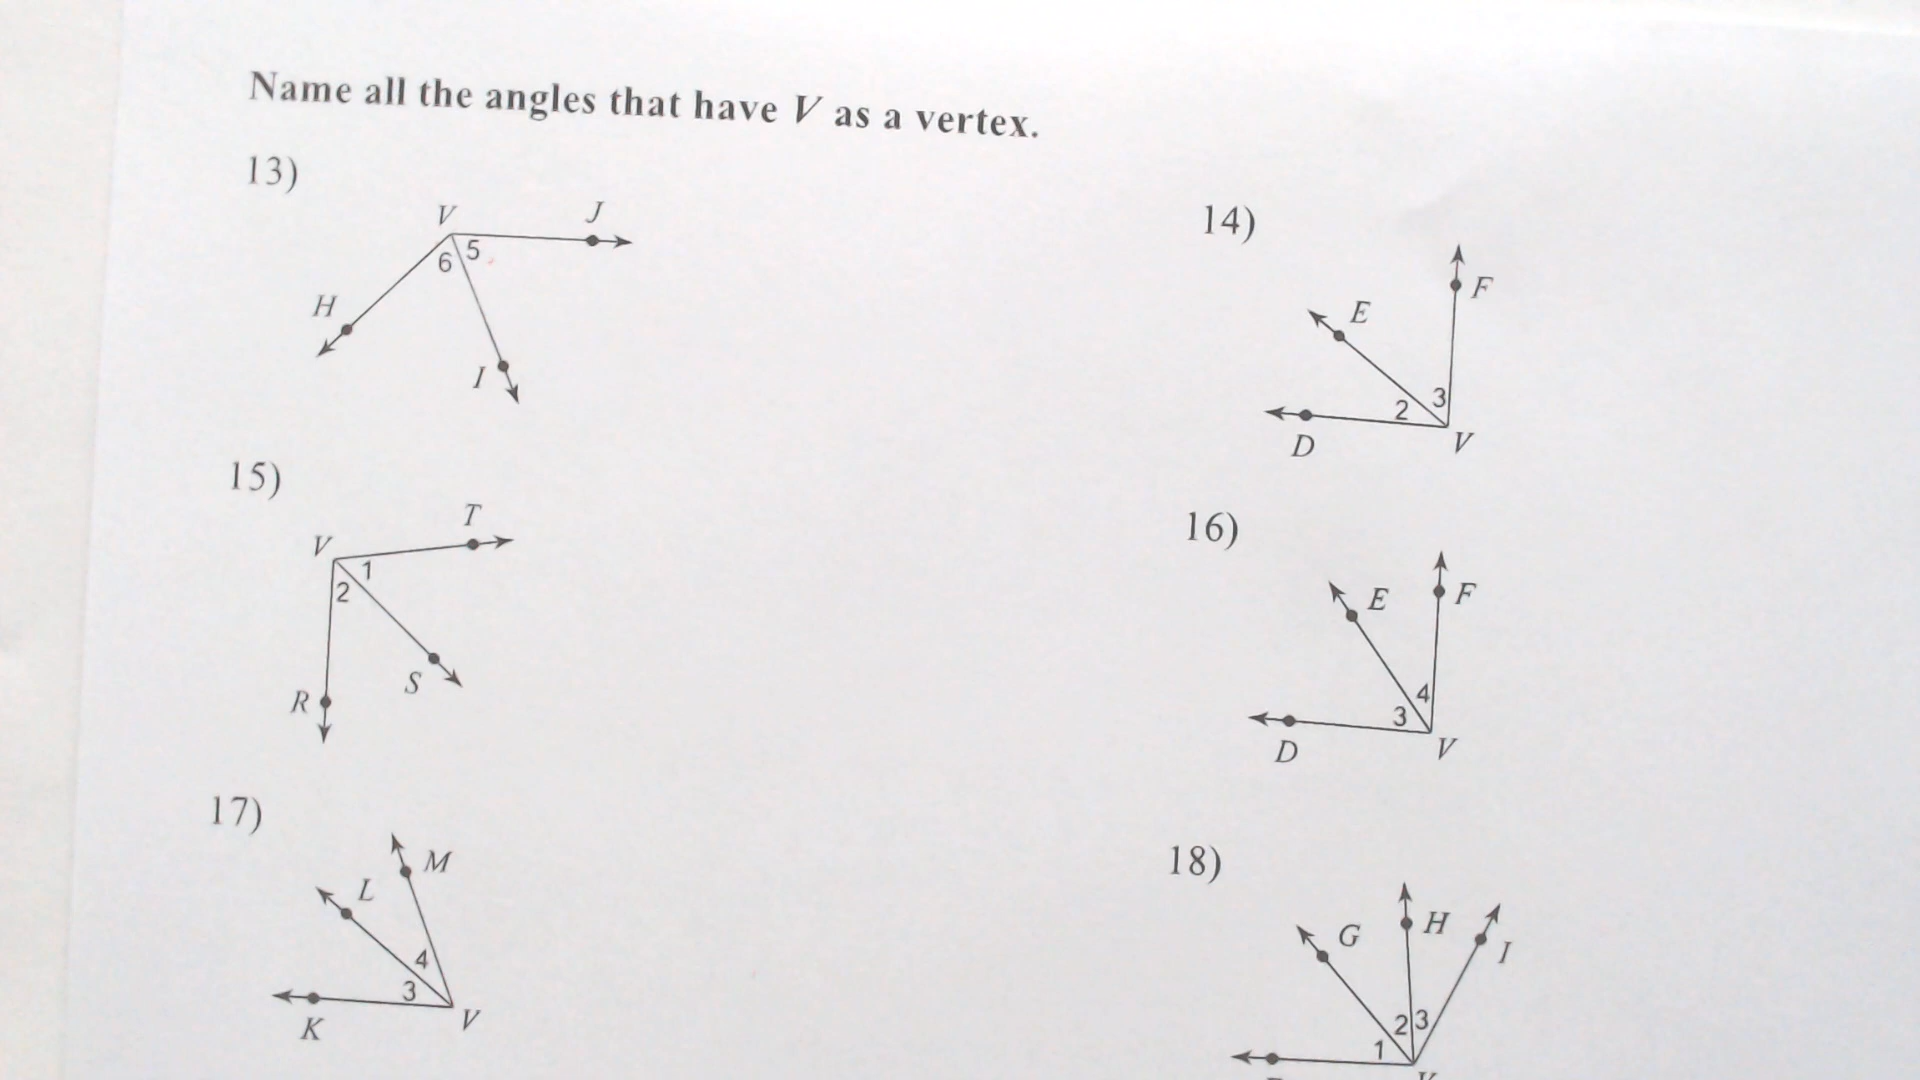 Name all the angles that have V as a vertex.
13)
V
J
5
6
H
I
14)
F
E
3
2
D
V
15)
T
V
1
2
S
R
16)
E
F
4
3
D
V
17)
M
L
4
3
K
V
18)
H
G
I
2
3
1